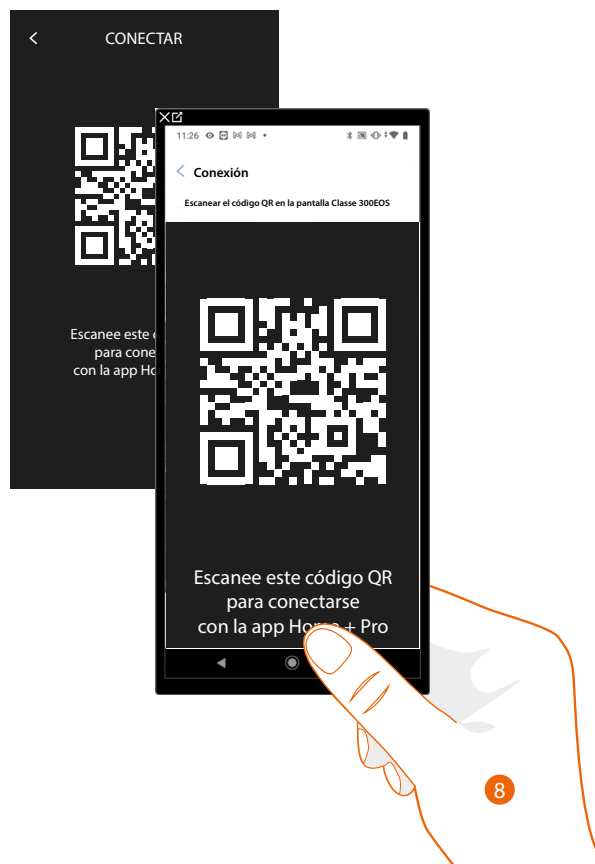 CONECTAR
11:26
Conexión
Escanear el código QR en la pantalla Classe 300EOS
Escanee este
para cone
con la app Ho
Escanee este código QR
para conectarse
con la app Home + Pro
8